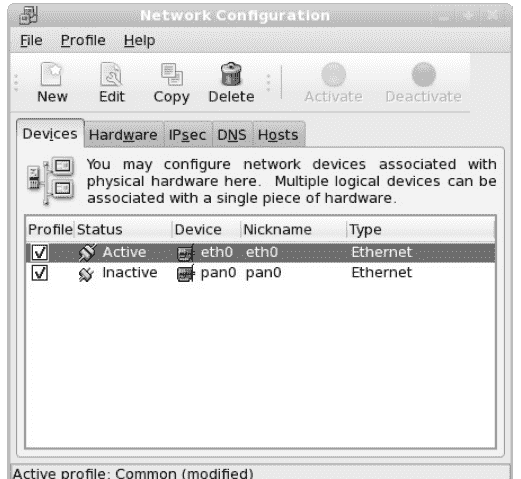 Network Configuration
File Profile Help
New Edit Copy Delete Activate Deactivate
Devices Hardware IPsec DNS Hosts
You may configure network devices associated with
physical hardware here. Multiple logical devices can be
associated with a single piece of hardware.
Profile Status Device Nickname Type
Active eth0 eth0 Ethernet
Inactive pan0 pan0 Ethernet
Active profile: Common (modified)